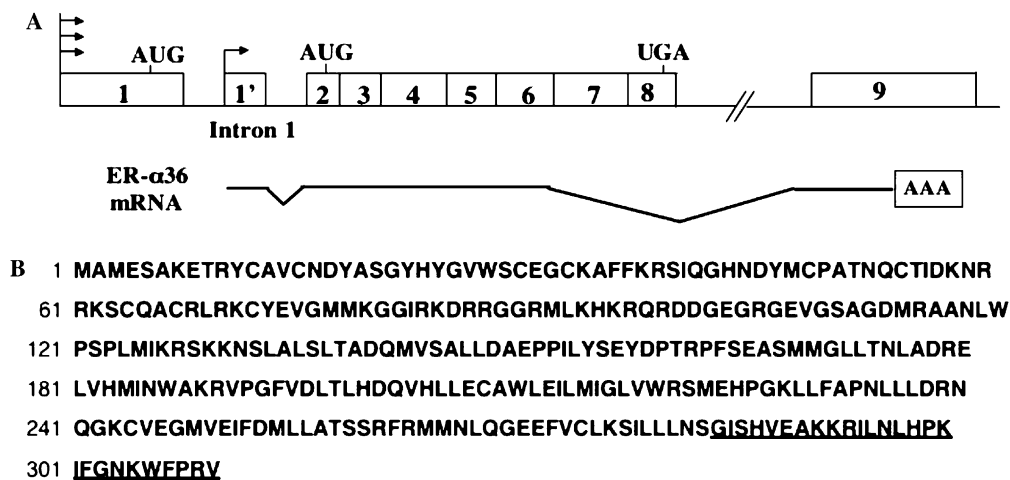 A
AUG AUG UGA
1 1' 2 3 4 5 6 7 8 9
Intron 1
ER-α36
mRNA
AAA
B 1 MAMESAKETRYCAVCNDYASGYHYGVWSCEGCKAFFKRSIQGHNDYMCPATNQCTIDKNR
61 RKSCQACRLRKCYEVGMMKGGIRKDRRGGRMLKHKRQRDDGEGRGEVGSAGDMRAANLW
121 PSPLMIKRSKKNSLALSLTADQMVSALLDAEPPILYSEYDPTRPFSEASMMGLLTNLADRE
181 LVHMINWAKRVPGFVDLTLHDQVHLLECAWLEILMIGLVWRSMEHPGKLLFAPNLLLDRN
241 QGKCVEGMVEIFDMLLATSSRFRMMNLQGEEFVCLKSILLLNSGISHVEAKKRILNLHPK
301 IFGNKWFPRV